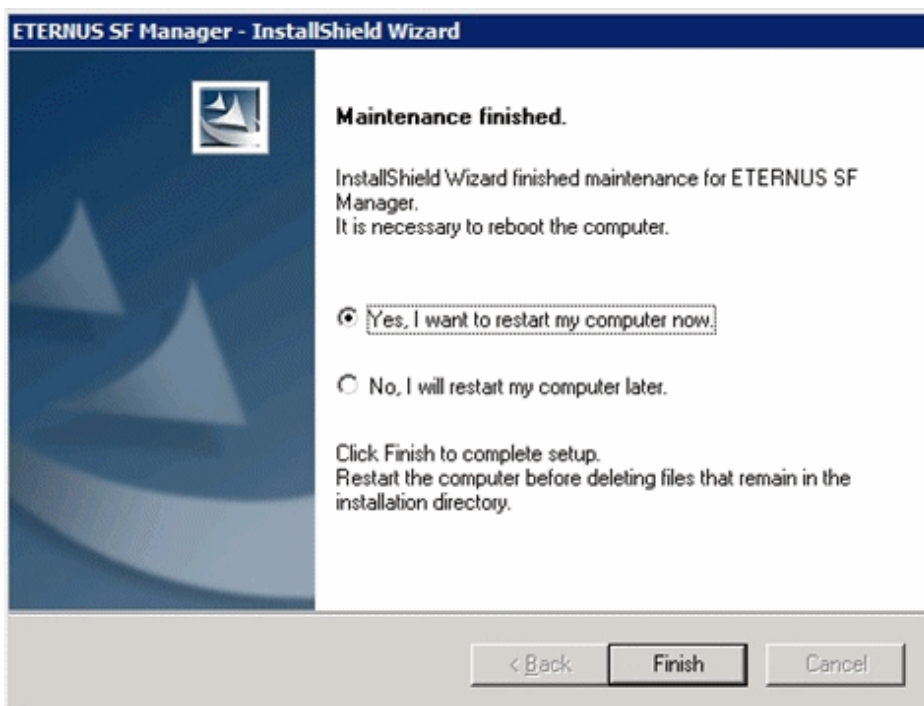 ETERNUS SF Manager - InstallShield Wizard
Maintenance finished.
InstallShield Wizard finished maintenance for ETERNUS SF
Manager.
It is necessary to reboot the computer.
Yes, I want to restart my computer now.
No, I will restart my computer later.
Click Finish to complete setup.
Restart the computer before deleting files that remain in the
installation directory.
< Back
Finish
Cancel